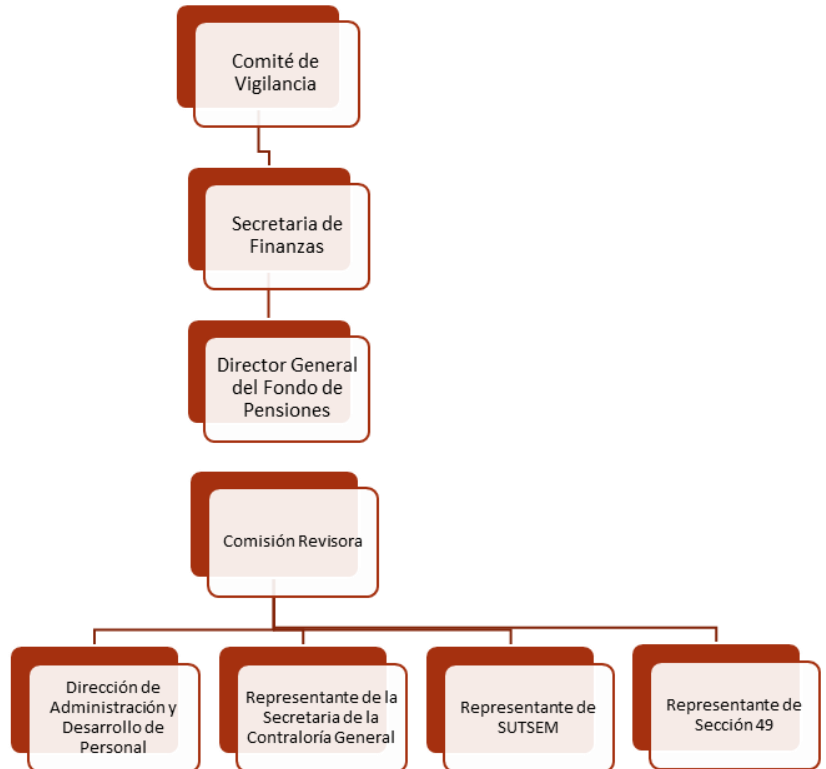 Comité de
Vigilancia
Secretaria de
Finanzas
Director General
del Fondo de
Pensiones
Comisión Revisora
Dirección de
Administración y
Desarrollo de
Personal
Representante de la
Secretaria de la
Contraloría General
Representante de
SUTSEM
Representante de
Sección 49